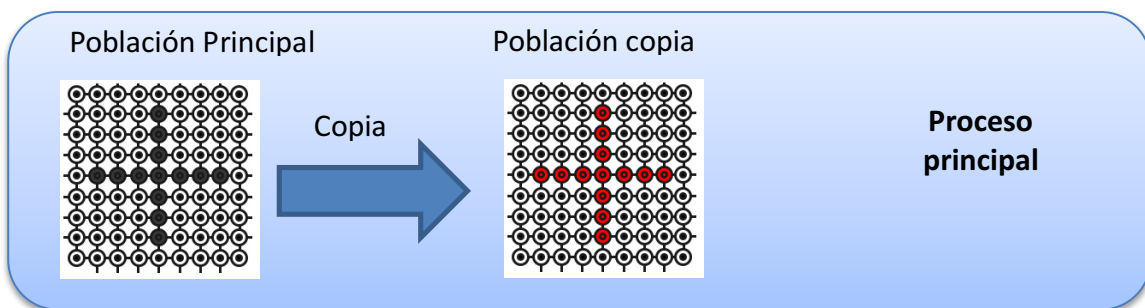 Población Principal
Población copia
Copia
Proceso
principal